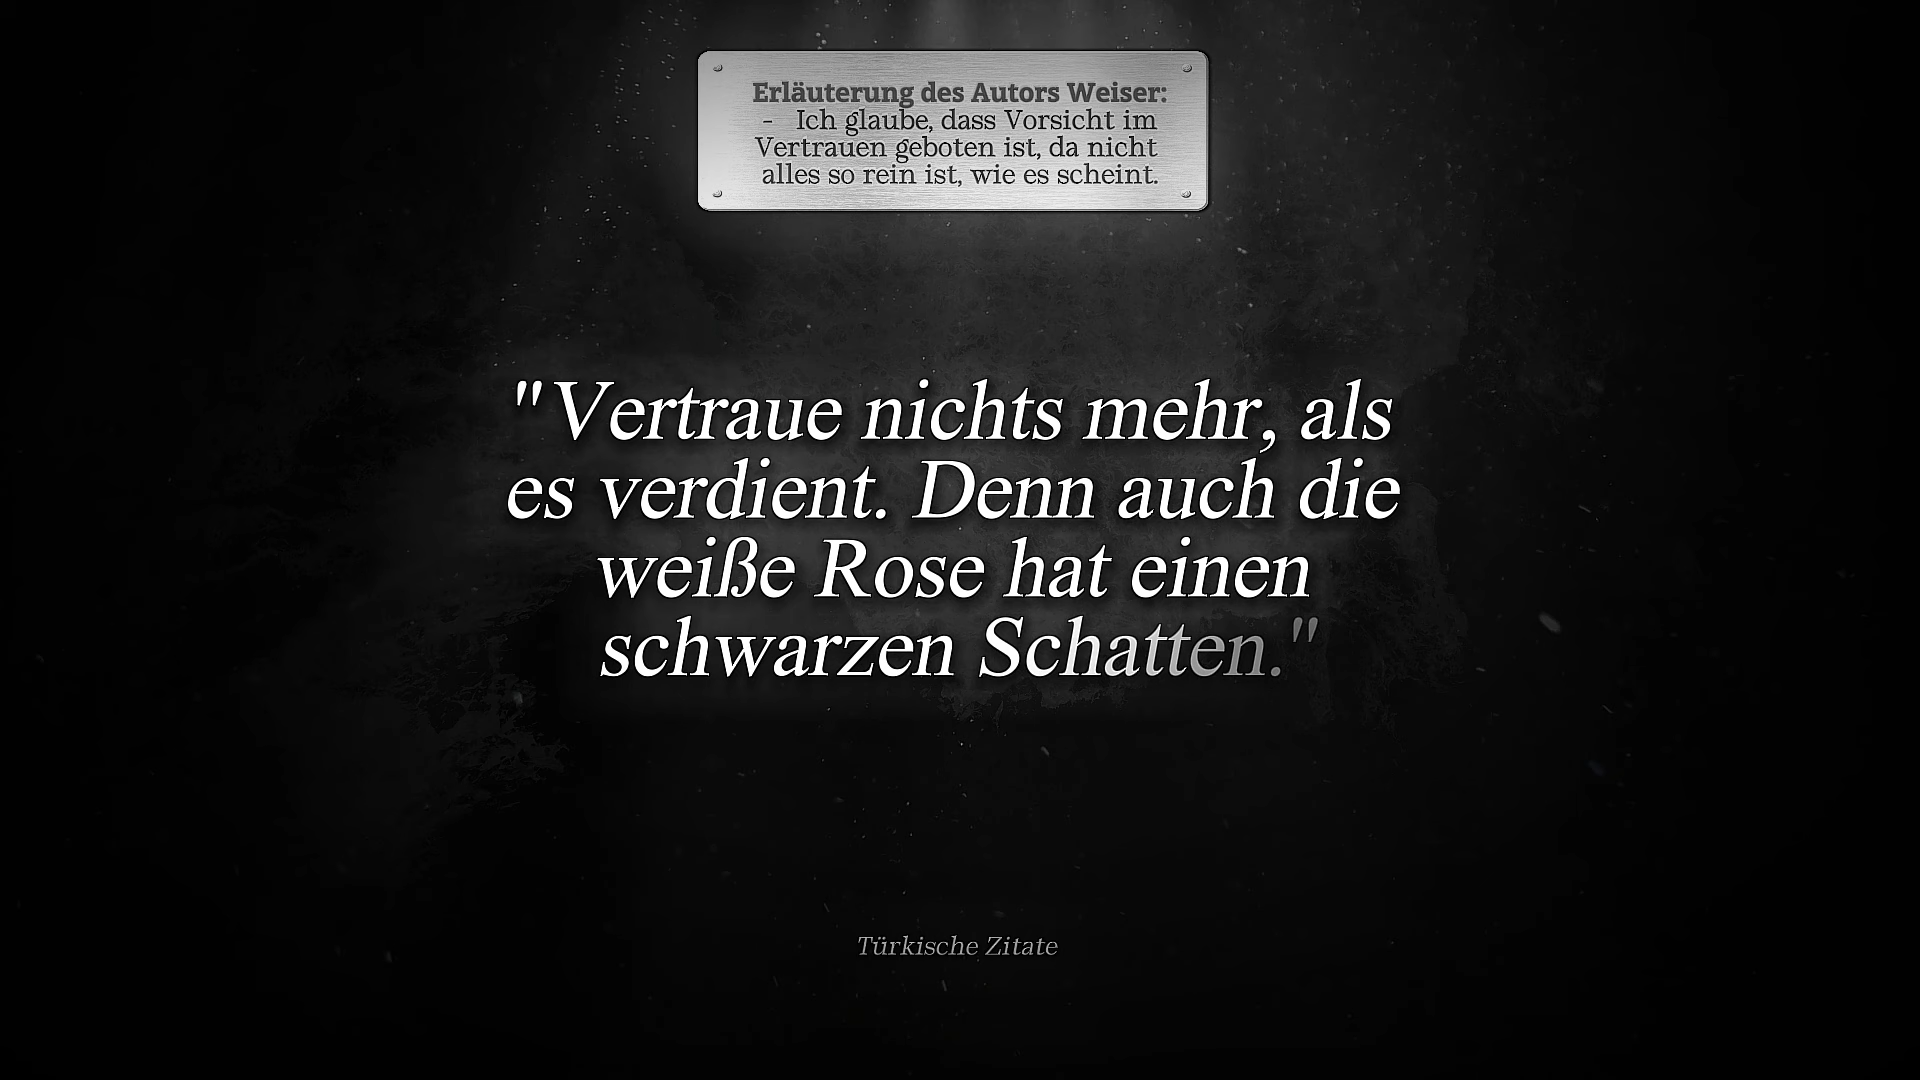 Erläuterung des Autors Weiser:
- Ich glaube, dass Vorsicht im
Vertrauen geboten ist, da nicht
alles so rein ist, wie es scheint.
"Vertraue nichts mehr, als
es verdient. Denn auch die
weiße Rose hat einen
schwarzen Schatten."
Türkische Zitate